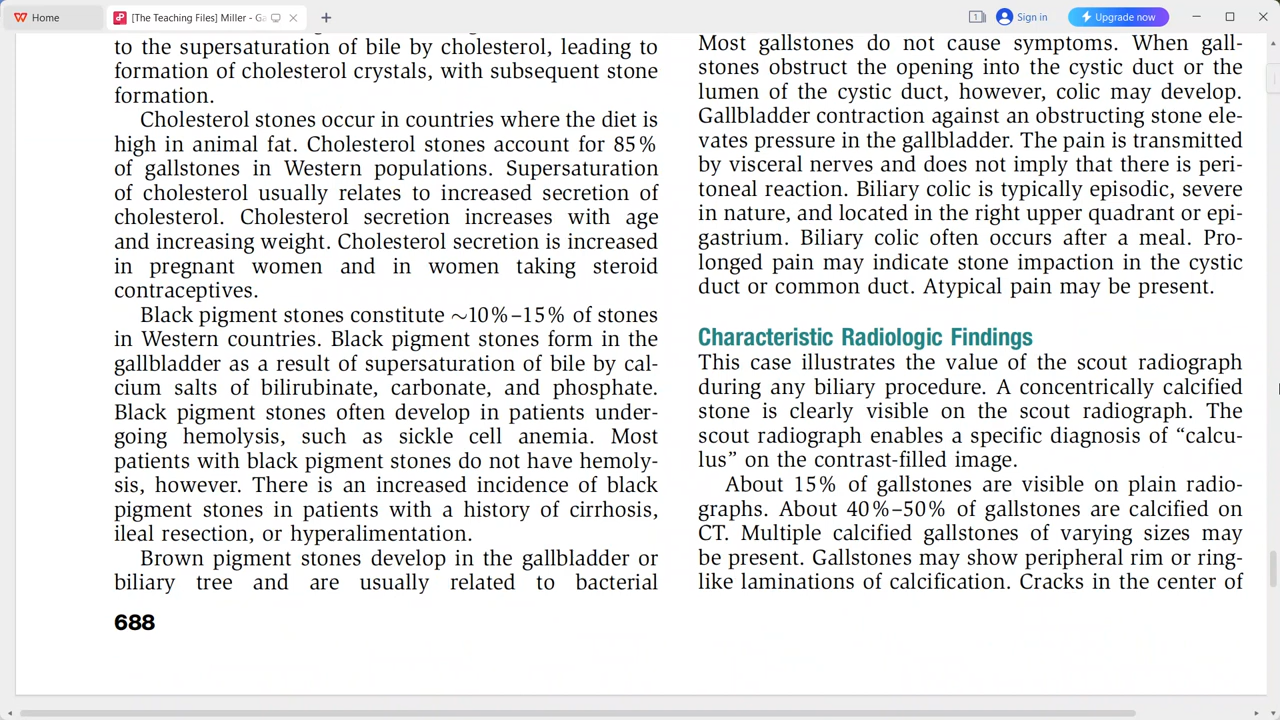 Home
[The Teaching Files] Miller - Ga
1
Sign in
Upgrade now
to the supersaturation of bile by cholesterol, leading to
formation of cholesterol crystals, with subsequent stone
formation.
Cholesterol stones occur in countries where the diet is
high in animal fat. Cholesterol stones account for 85%
of gallstones in Western populations. Supersaturation
of cholesterol usually relates to increased secretion of
cholesterol. Cholesterol secretion increases with age
and increasing weight. Cholesterol secretion is increased
in pregnant women and in women taking steroid
contraceptives.
Black pigment stones constitute ~10%–15% of stones
in Western countries. Black pigment stones form in the
gallbladder as a result of supersaturation of bile by cal-
cium salts of bilirubinate, carbonate, and phosphate.
Black pigment stones often develop in patients under-
going hemolysis, such as sickle cell anemia. Most
patients with black pigment stones do not have hemoly-
sis, however. There is an increased incidence of black
pigment stones in patients with a history of cirrhosis,
ileal resection, or hyperalimentation.
Brown pigment stones develop in the gallbladder or
biliary tree and are usually related to bacterial
688
Most gallstones do not cause symptoms. When gall-
stones obstruct the opening into the cystic duct or the
lumen of the cystic duct, however, colic may develop.
Gallbladder contraction against an obstructing stone ele-
vates pressure in the gallbladder. The pain is transmitted
by visceral nerves and does not imply that there is peri-
toneal reaction. Biliary colic is typically episodic, severe
in nature, and located in the right upper quadrant or epi-
gastrium. Biliary colic often occurs after a meal. Pro-
longed pain may indicate stone impaction in the cystic
duct or common duct. Atypical pain may be present.
Characteristic Radiologic Findings
This case illustrates the value of the scout radiograph
during any biliary procedure. A concentrically calcified
stone is clearly visible on the scout radiograph. The
scout radiograph enables a specific diagnosis of “calcu-
lus” on the contrast-filled image.
About 15% of gallstones are visible on plain radio-
graphs. About 40%–50% of gallstones are calcified on
CT. Multiple calcified gallstones of varying sizes may
be present. Gallstones may show peripheral rim or ring-
like laminations of calcification. Cracks in the center of